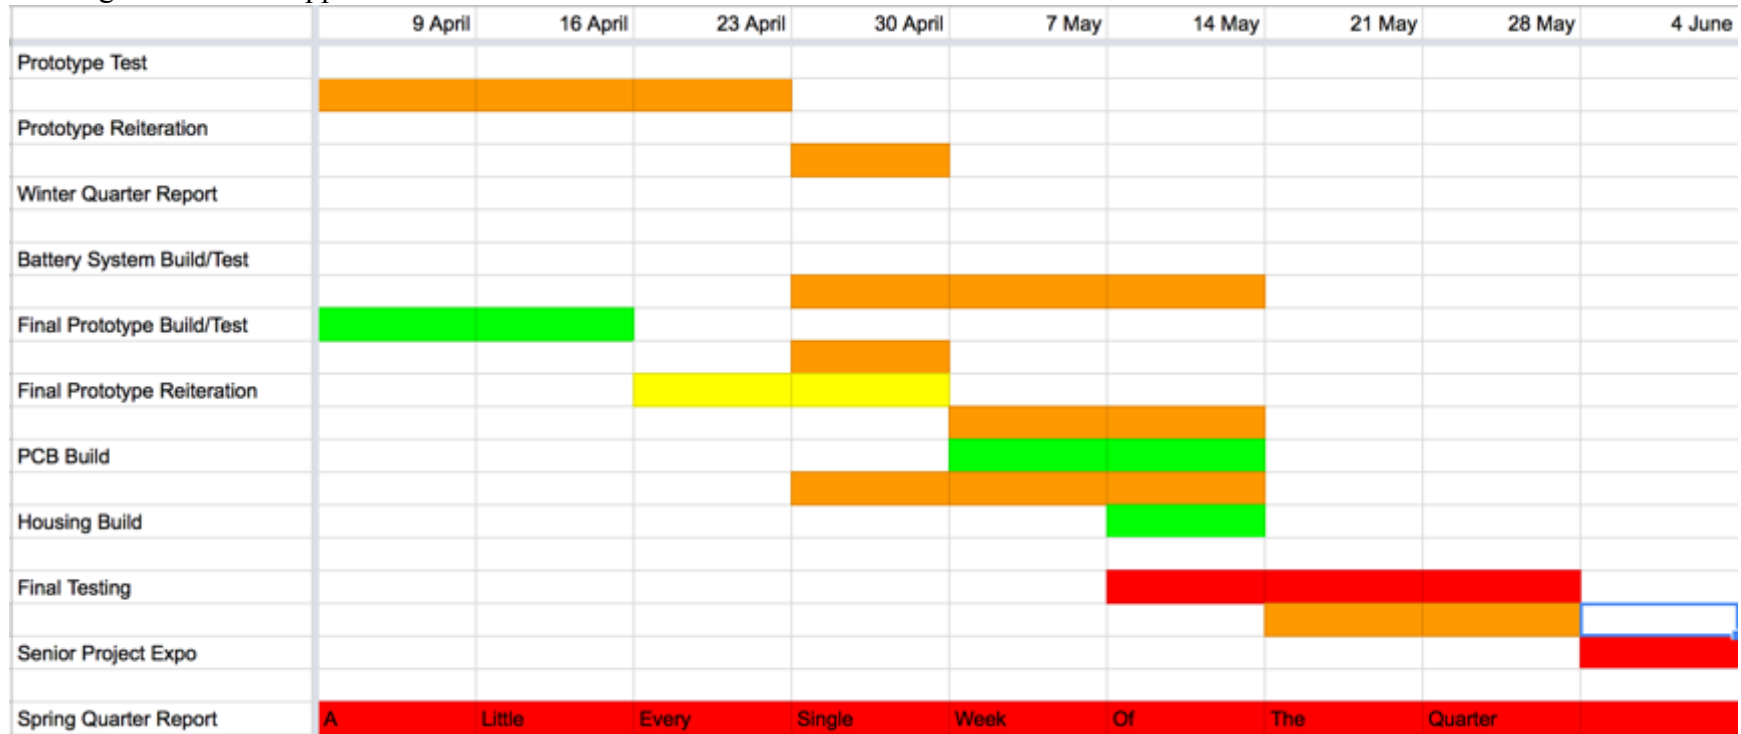 9 April 16 April 23 April 30 April 7 May 14 May 21 May 28 May 4 June
Prototype Test
Prototype Reiteration
Winter Quarter Report
Battery System Build/Test
Final Prototype Build/Test
Final Prototype Reiteration
PCB Build
Housing Build
Final Testing
Senior Project Expo
Spring Quarter Report A Little Every Single Week Of The Quarter